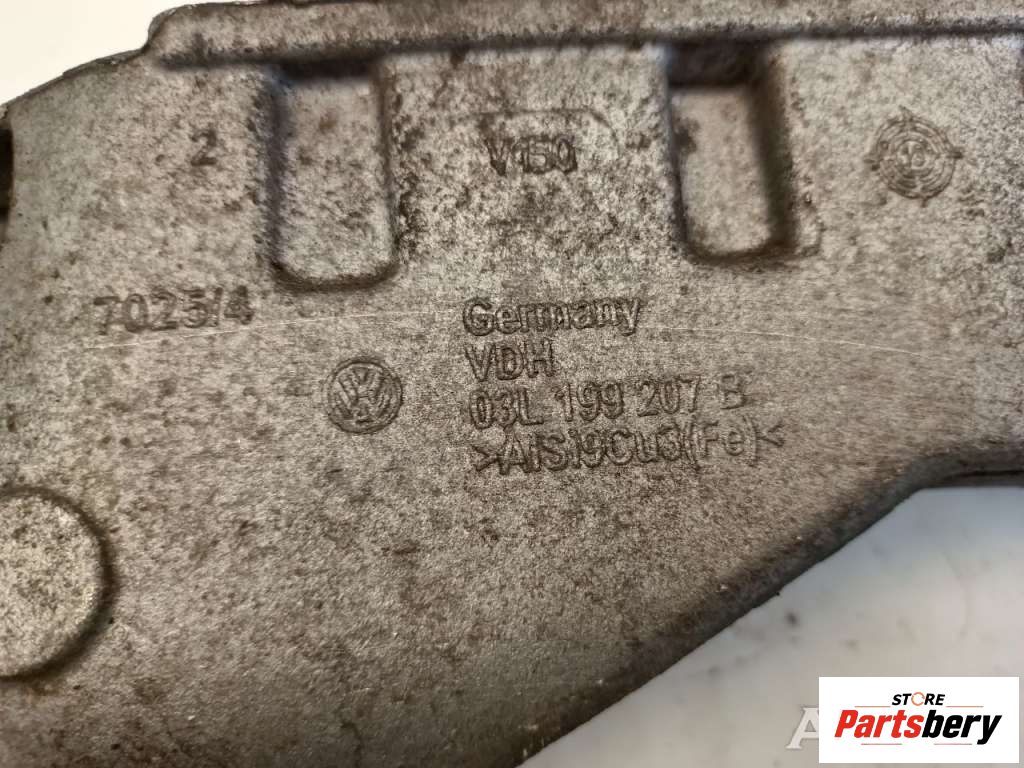 2
V150
7025/4
Germany
VDH
03L 199 207 B
>AlSi9Cu3(Fe)<
STORE
Partsbery